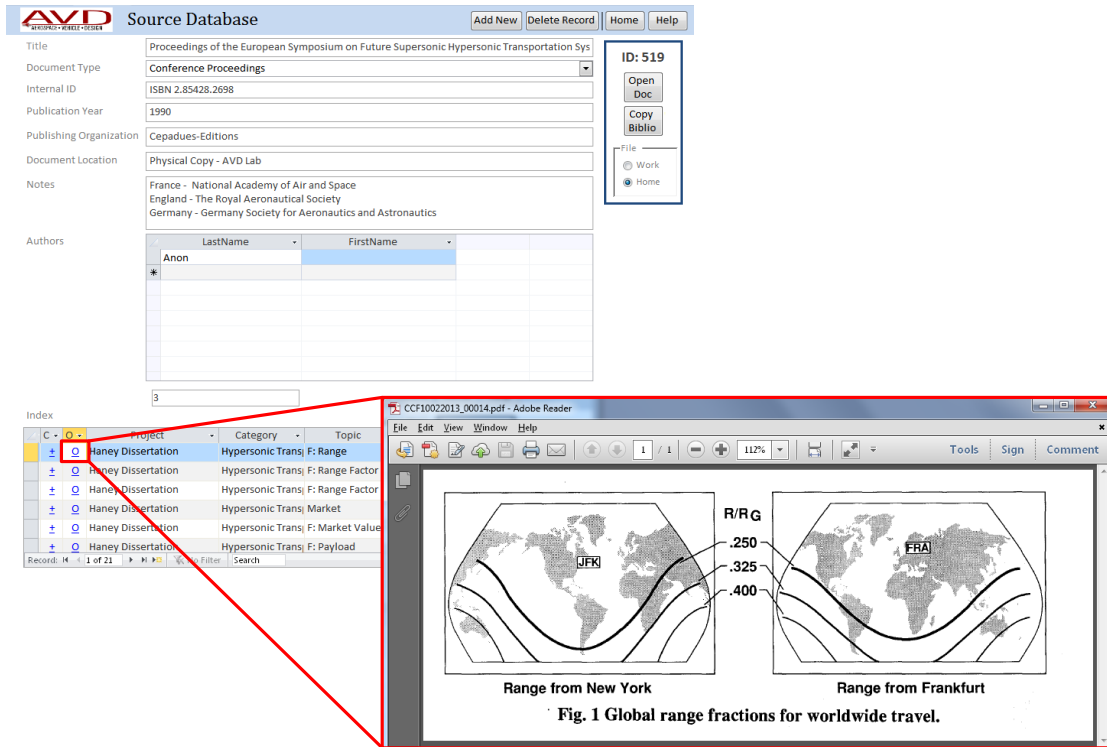 AVD
AEROSPACE • VEHICLE • DESIGN
Source Database
Add New
Delete Record
Home
Help
Title
Proceedings of the European Symposium on Future Supersonic Hypersonic Transportation Sys
Document Type
Conference Proceedings
Internal ID
ISBN 2.85428.2698
Publication Year
1990
Publishing Organization
Cepadues-Editions
Document Location
Physical Copy - AVD Lab
Notes
France - National Academy of Air and Space
England - The Royal Aeronautical Society
Germany - Germany Society for Aeronautics and Astronautics
ID: 519
Open
Doc
Copy
Biblio
File
Work
Home
Authors
LastName
FirstName
Anon
3
Index
C
O
Project
Category
Topic
+ O Haney Dissertation Hypersonic Trans F: Range
+ O Haney Dissertation Hypersonic Trans F: Range Factor
+ O Haney Dissertation Hypersonic Trans F: Range Factor
+ O Haney Dissertation Hypersonic Trans Market
+ O Haney Dissertation Hypersonic Trans F: Market Value
+ O Haney Dissertation Hypersonic Trans F: Payload
Record: 1 of 21 No Filter Search
CCF10022013_00014.pdf - Adobe Reader
File Edit View Window Help
1 / 1
112%
Tools
Sign
Comment
R/RG
.250
.325
.400
JFK
FRA
Range from New York
Range from Frankfurt
Fig. 1 Global range fractions for worldwide travel.